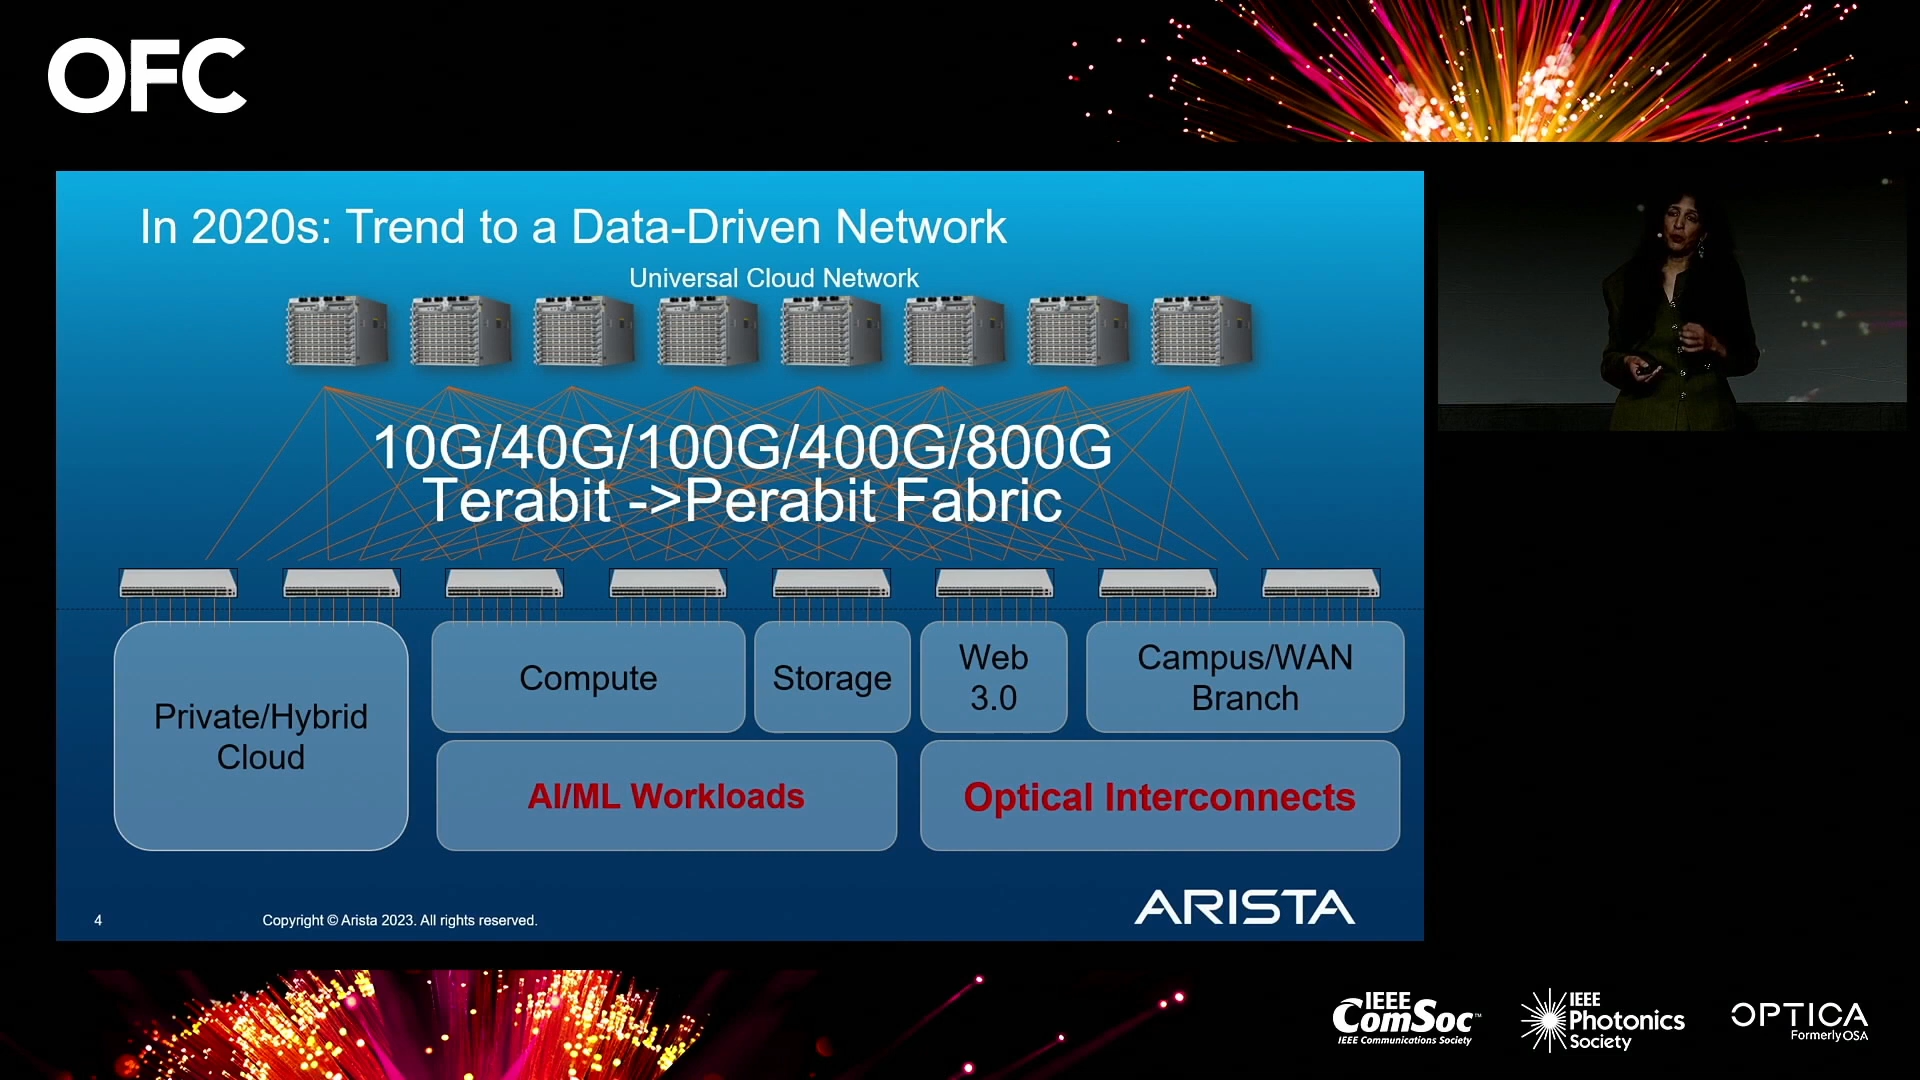 OFC
In 2020s: Trend to a Data-Driven Network
Universal Cloud Network
10G/40G/100G/400G/800G
Terabit ->Perabit Fabric
Private/Hybrid
Cloud
Compute
Storage
Web
3.0
Campus/WAN
Branch
AI/ML Workloads
Optical Interconnects
4
Copyright © Arista 2023. All rights reserved.
ARISTA
IEEE
ComSoc™
IEEE Communications Society
IEEE
Photonics
Society
OPTICA
Formerly OSA